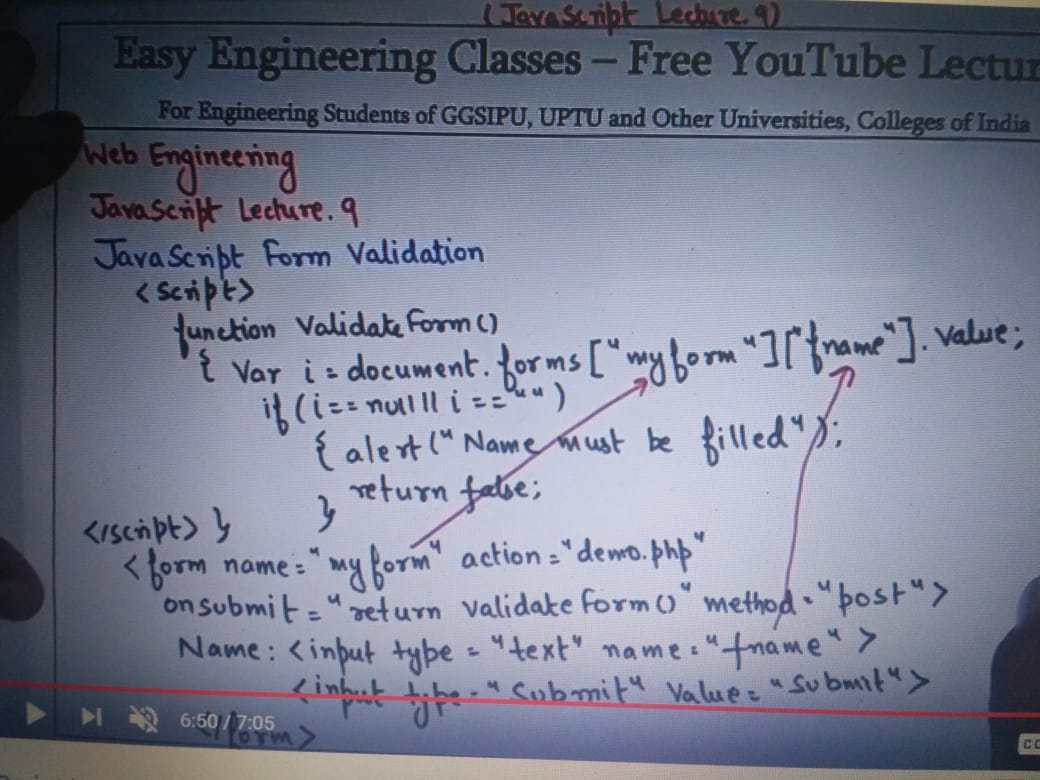 (JavaScript Lecture. 9)
Easy Engineering Classes – Free YouTube Lectur
For Engineering Students of GGSIPU, UPTU and Other Universities, Colleges of India
Web Engineering
JavaScript Lecture. 9
JavaScript Form Validation
<script>
function ValidateForm()
{ Var i = document.forms["myform"]["fname"].value;
if(i==null || i == "")
{ alert("Name must be filled");
return false;
}
</script> }
<form name="myform" action="demo.php"
onsubmit="return validateform()" method="post">
Name: <input type="text" name="fname">
<input type="Submit" Value="Submit">
6:50 / 7:05
</form>